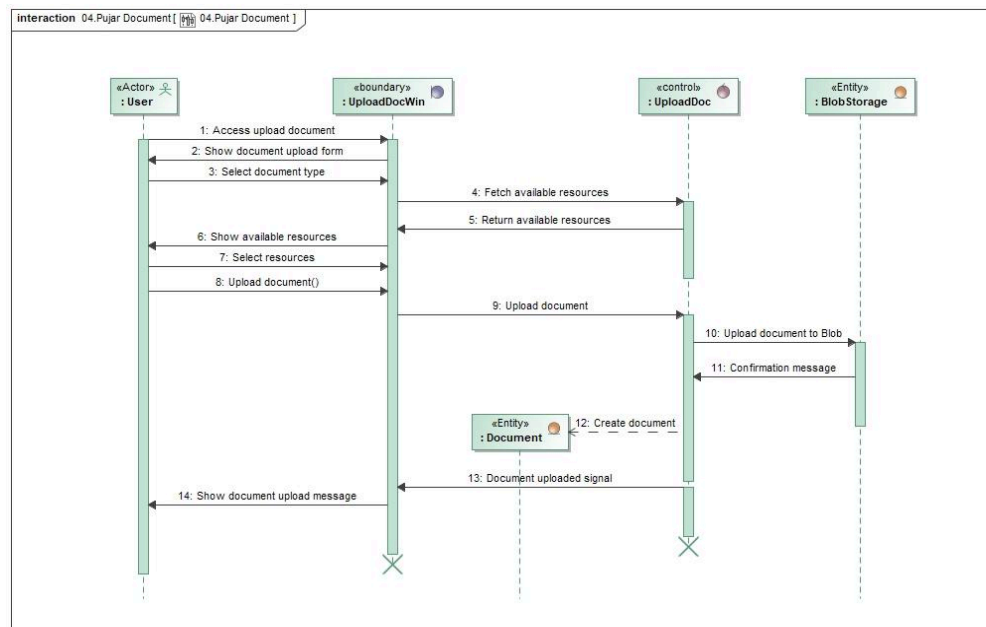 interaction 04.Pujar Document [ 04.Pujar Document ]
«Actor»
: User
«boundary»
: UploadDocWin
«control»
: UploadDoc
«Entity»
: BlobStorage
1: Access upload document
2: Show document upload form
3: Select document type
4: Fetch available resources
5: Return available resources
6: Show available resources
7: Select resources
8: Upload document()
9: Upload document
10: Upload document to Blob
11: Confirmation message
12: Create document
«Entity»
: Document
13: Document uploaded signal
14: Show document upload message